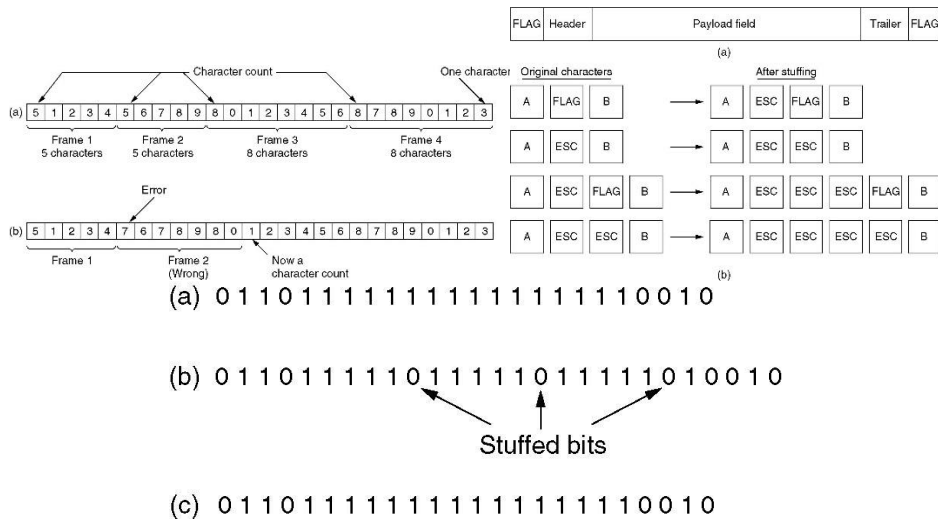 FLAG Header Payload field Trailer FLAG
(a)
Character count One character
(a) 5 1 2 3 4 5 6 7 8 9 8 0 1 2 3 4 5 6 8 7 8 9 0 1 2 3
Frame 1 Frame 2 Frame 3 Frame 4
5 characters 5 characters 8 characters 8 characters
Error
(b) 5 1 2 3 4 7 6 7 8 9 8 0 1 2 3 4 5 6 8 7 8 9 0 1 2 3
Frame 1 Frame 2 Now a
(Wrong) character count
Original characters After stuffing
A FLAG B A ESC FLAG B
A ESC B A ESC ESC B
A ESC FLAG B A ESC ESC ESC FLAG B
A ESC ESC B A ESC ESC ESC ESC B
(b)
(a) 0 1 1 0 1 1 1 1 1 1 1 1 1 1 1 1 1 1 1 1 0 0 1 0
(b) 0 1 1 0 1 1 1 1 1 0 1 1 1 1 1 0 1 1 1 1 1 0 1 0 0 1 0
Stuffed bits
(c) 0 1 1 0 1 1 1 1 1 1 1 1 1 1 1 1 1 1 1 1 0 0 1 0